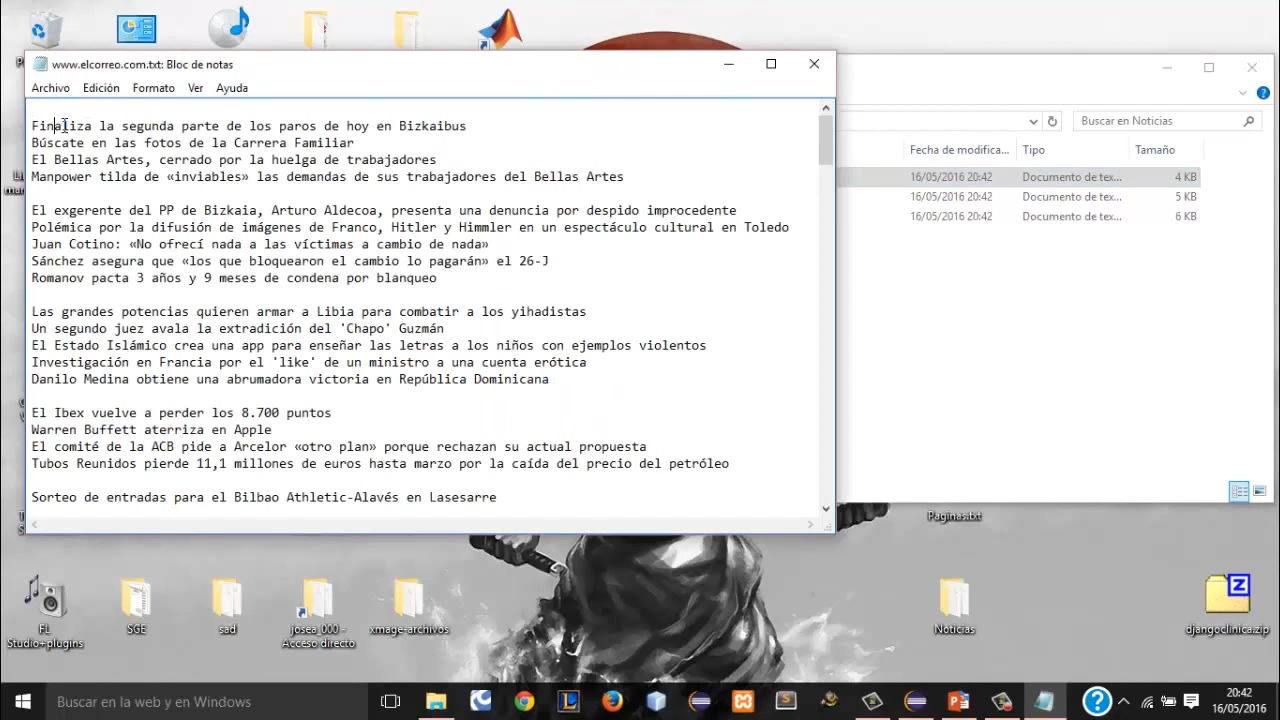 www.elcorreo.com.txt: Bloc de notas
Archivo Edición Formato Ver Ayuda
Finaliza la segunda parte de los paros de hoy en Bizkaibus
Búscate en las fotos de la Carrera Familiar
El Bellas Artes, cerrado por la huelga de trabajadores
Manpower tilda de «inviables» las demandas de sus trabajadores del Bellas Artes
El exgerente del PP de Bizkaia, Arturo Aldecoa, presenta una denuncia por despido improcedente
Polémica por la difusión de imágenes de Franco, Hitler y Himmler en un espectáculo cultural en Toledo
Juan Cotino: «No ofrecí nada a las víctimas a cambio de nada»
Sánchez asegura que «los que bloquearon el cambio lo pagarán» el 26-J
Romanov pacta 3 años y 9 meses de condena por blanqueo
Las grandes potencias quieren armar a Libia para combatir a los yihadistas
Un segundo juez avala la extradición del 'Chapo' Guzmán
El Estado Islámico crea una app para enseñar las letras a los niños con ejemplos violentos
Investigación en Francia por el 'like' de un ministro a una cuenta erótica
Danilo Medina obtiene una abrumadora victoria en República Dominicana
El Ibex vuelve a perder los 8.700 puntos
Warren Buffett aterriza en Apple
El comité de la ACB pide a Arcelor «otro plan» porque rechazan su actual propuesta
Tubos Reunidos pierde 11,1 millones de euros hasta marzo por la caída del precio del petróleo
Sorteo de entradas para el Bilbao Athletic-Alavés en Lasesarre
Buscar en Noticias
Fecha de modifica... Tipo Tamaño
16/05/2016 20:42 Documento de tex... 4 KB
16/05/2016 20:42 Documento de tex... 5 KB
16/05/2016 20:42 Documento de tex... 6 KB
Paginas.txt
FL Studio+plugins
SGE
sad
josea_000 - Acceso directo
xmage-archivos
Noticias
djangoclinica.zip
Buscar en la web y en Windows
20:42
16/05/2016